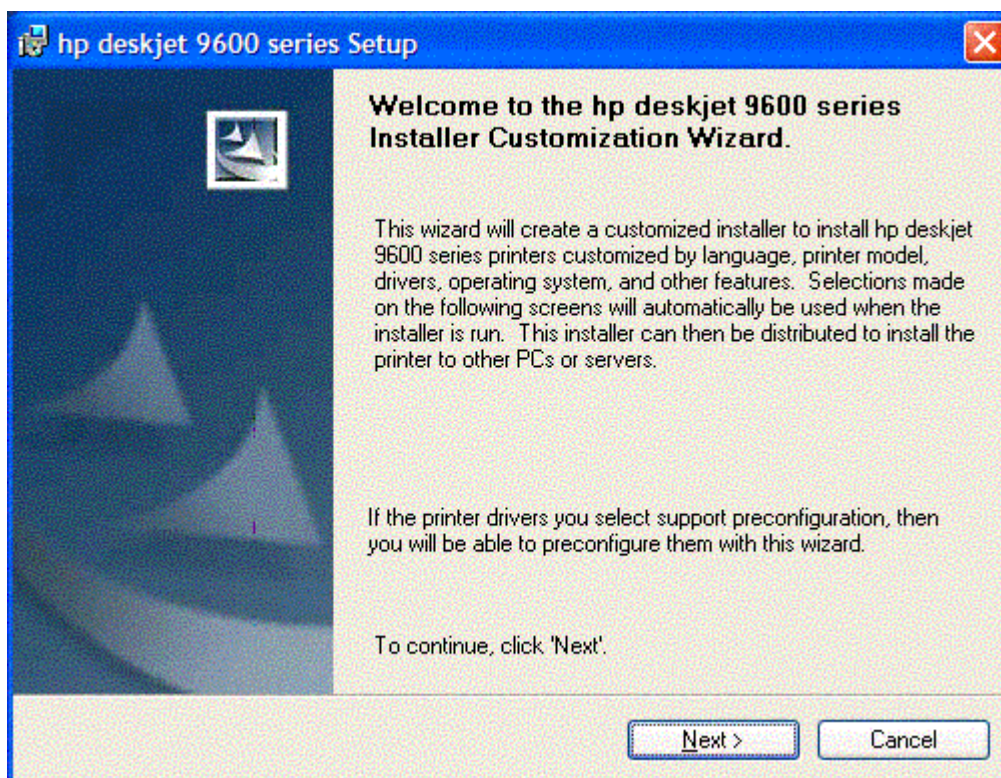 hp deskjet 9600 series Setup
Welcome to the hp deskjet 9600 series
Installer Customization Wizard.
This wizard will create a customized installer to install hp deskjet
9600 series printers customized by language, printer model,
drivers, operating system, and other features.  Selections made
on the following screens will automatically be used when the
installer is run.  This installer can then be distributed to install the
printer to other PCs or servers.
If the printer drivers you select support preconfiguration, then
you will be able to preconfigure them with this wizard.
To continue, click 'Next'.
Next >
Cancel